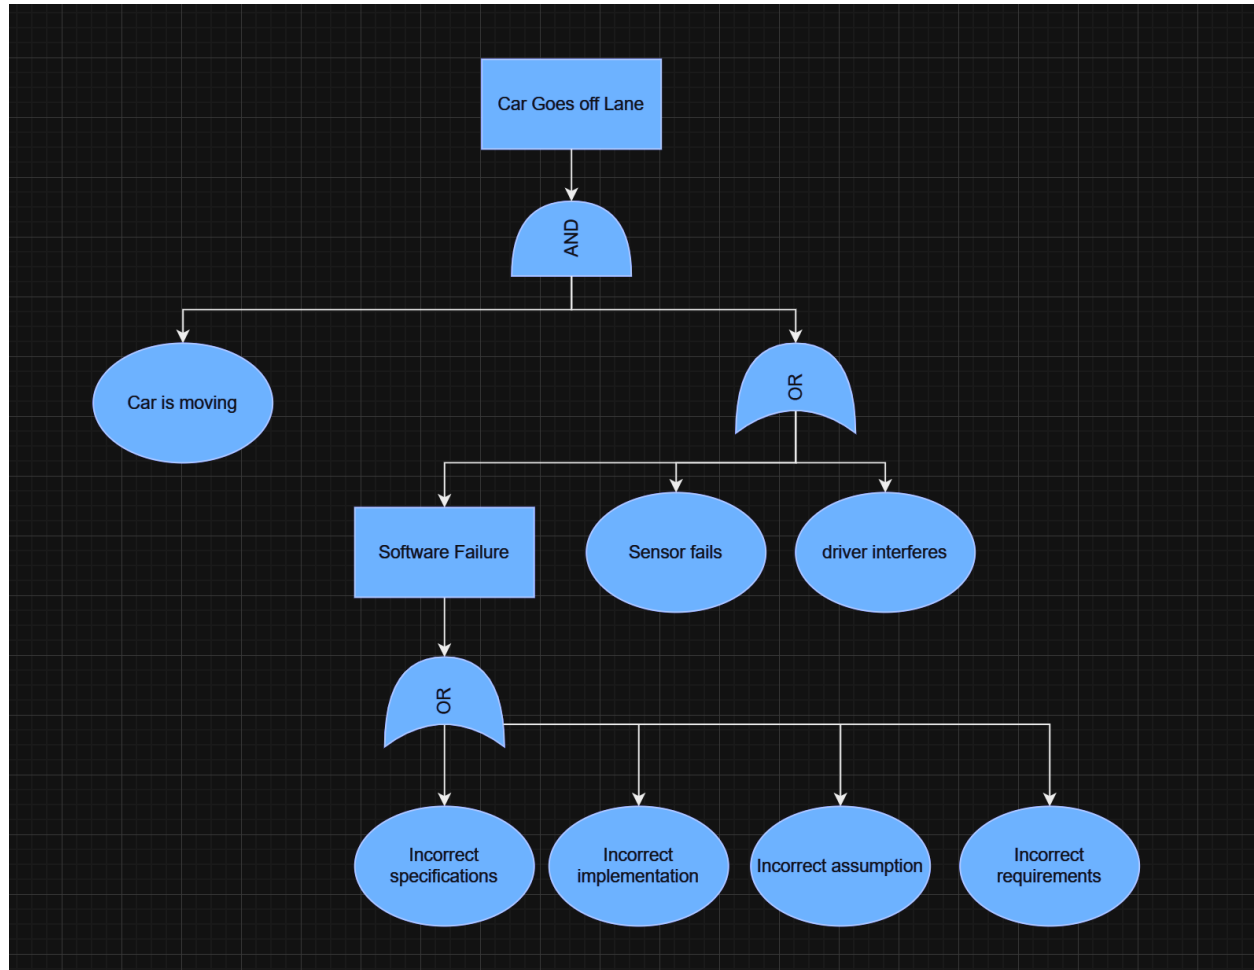 Car Goes off Lane
AND
Car is moving
OR
Software Failure
Sensor fails
driver interferes
OR
Incorrect
specifications
Incorrect
implementation
Incorrect assumption
Incorrect
requirements